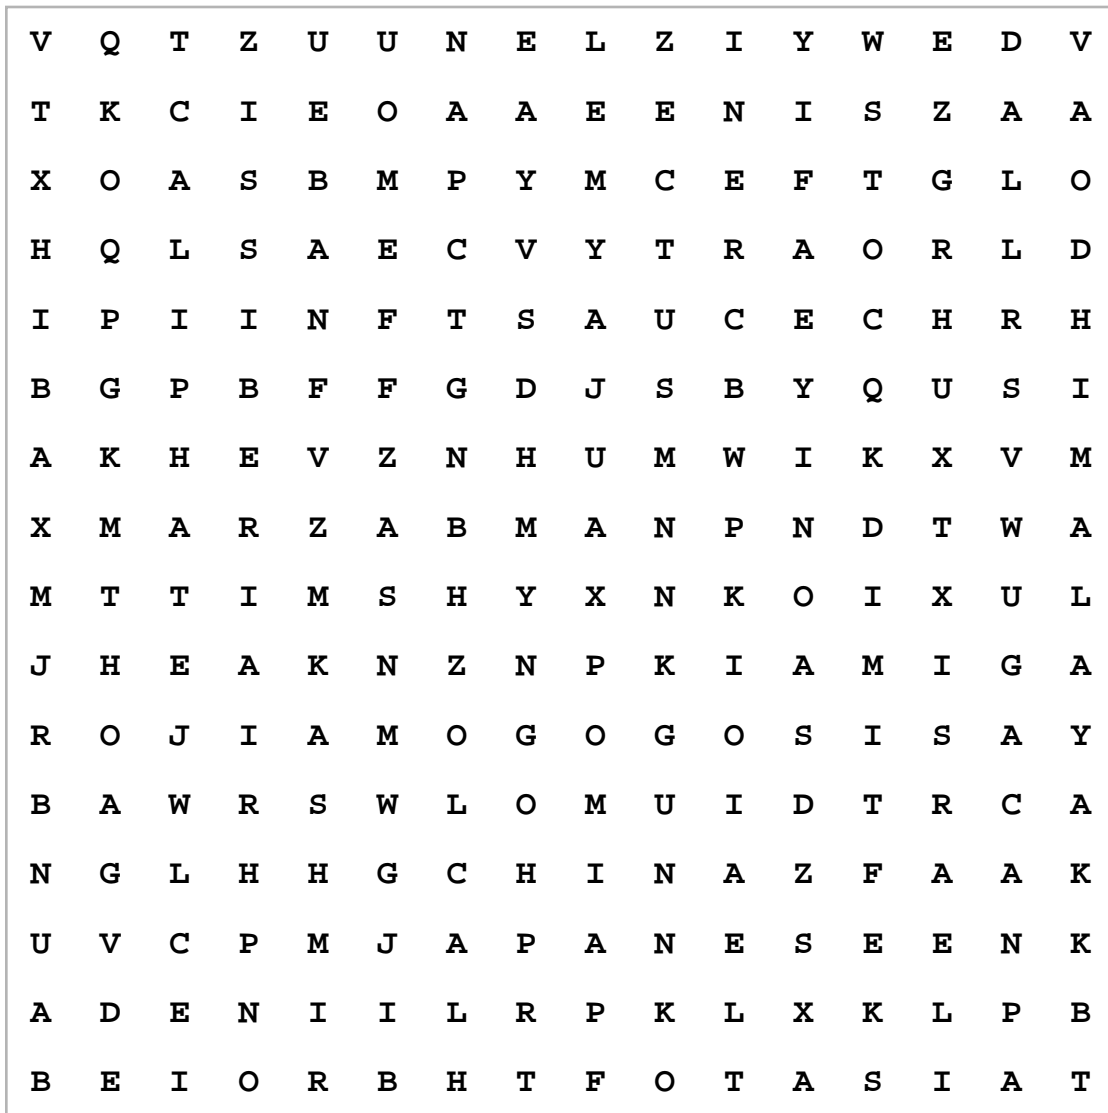 V Q T Z U U N E L Z I Y W E D V
T K C I E O A A E E N I S Z A A
X O A S B M P Y M C E F T G L O
H Q L S A E C V Y T R A O R L D
I P I I N F T S A U C E C H R H
B G P B F F G D J S B Y Q U S I
A K H E V Z N H U M W I K X V M
X M A R Z A B M A N P N D T W A
M T T I M S H Y X N K O I X U L
J H E A K N Z N P K I A M I G A
R O J I A M O G O G O S I S A Y
B A W R S W L O M U I D T R C A
N G L H H G C H I N A Z F A A K
U V C P M J A P A N E S E E N K
A D E N I I L R P K L X K L P B
B E I O R B H T F O T A S I A T